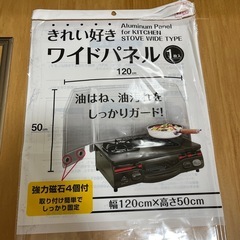 きれい好き
Aluminum Panel
for KITCHEN
STOVE WIDE TYPE
ワイドパネル
1枚入
120cm
油はね、油汚れを
しっかりガード!
50cm
強力磁石4個付
取り付け簡単で
しっかり固定
幅120cm×高さ50cm